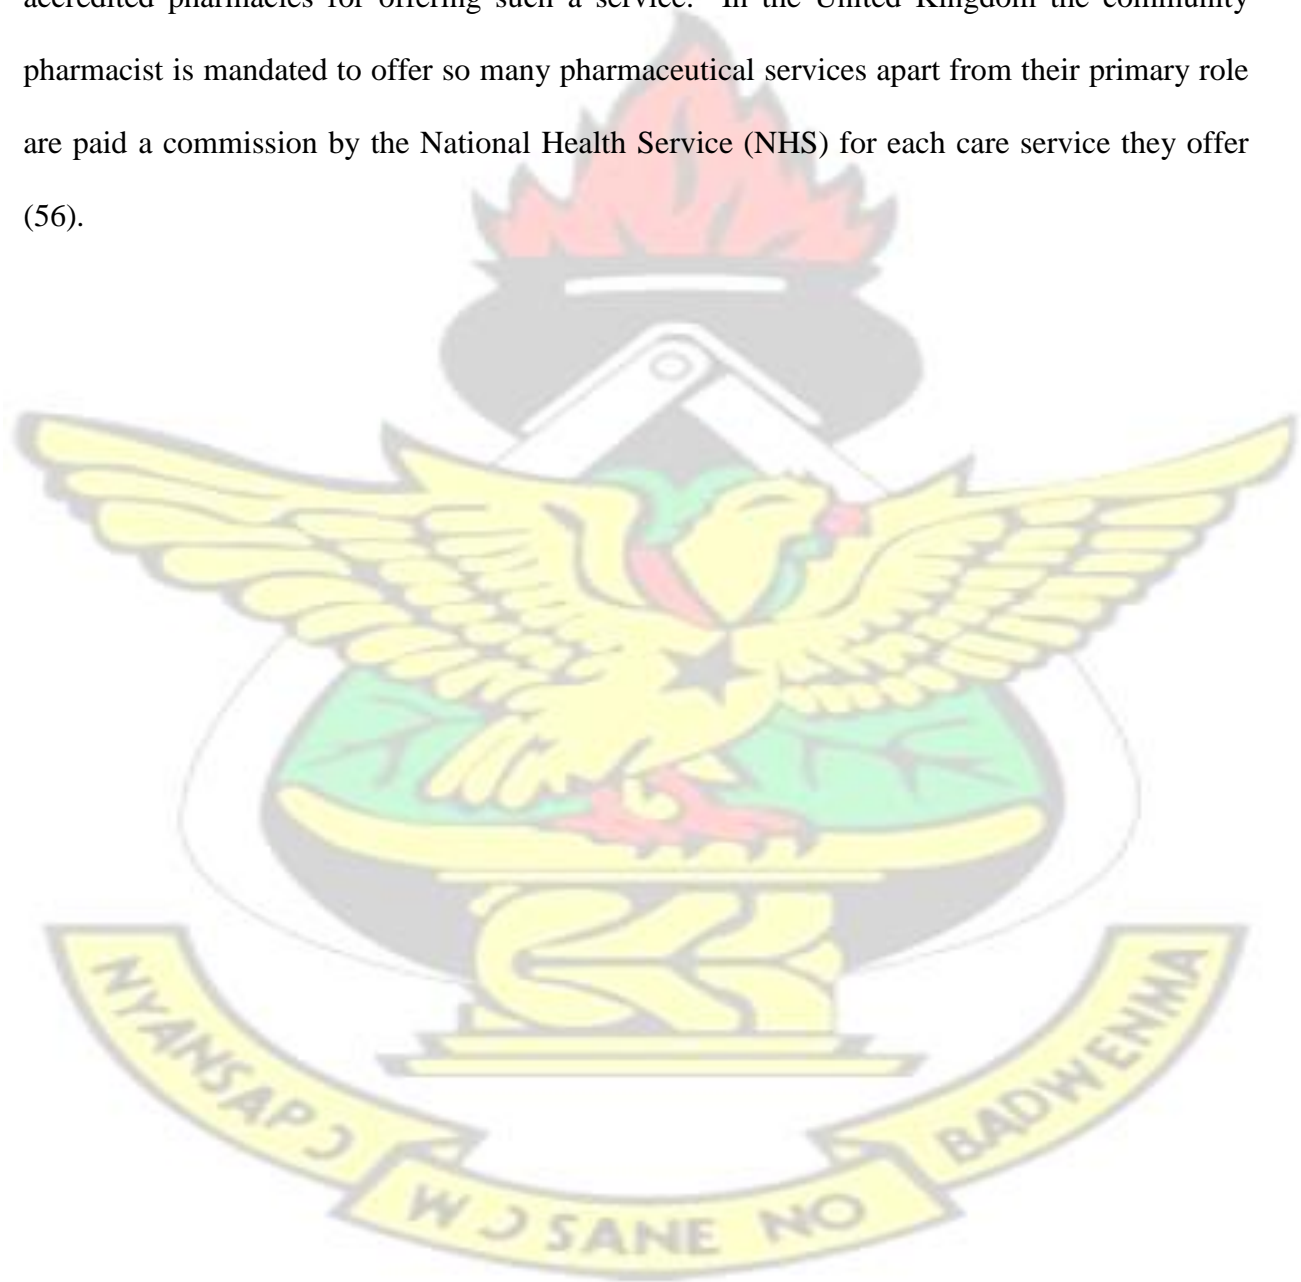 accredited pharmacies for offering such a service. In the United Kingdom the community
pharmacist is mandated to offer so many pharmaceutical services apart from their primary role
are paid a commission by the National Health Service (NHS) for each care service they offer
(56).
NYANSAPƆ
WƆSANE NO
BADWENMA